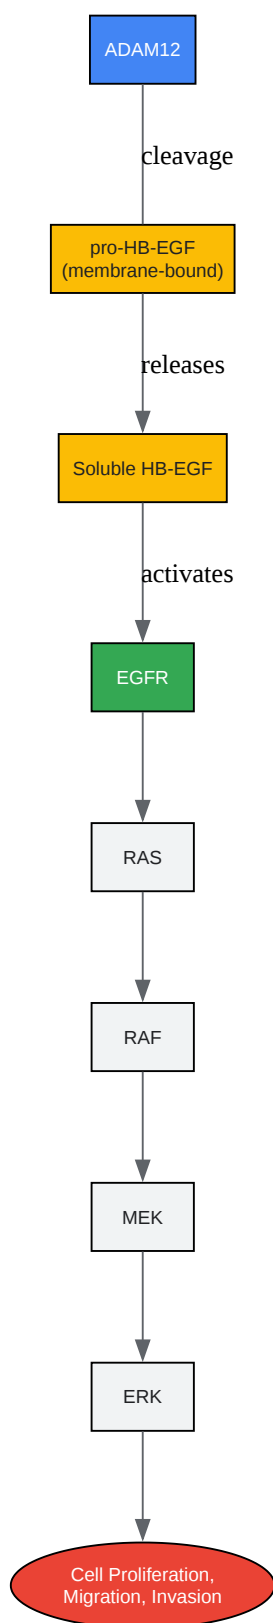 ADAM12
cleavage
pro-HB-EGF
(membrane-bound)
releases
Soluble HB-EGF
activates
EGFR
RAS
RAF
MEK
ERK
Cell Proliferation,
Migration, Invasion